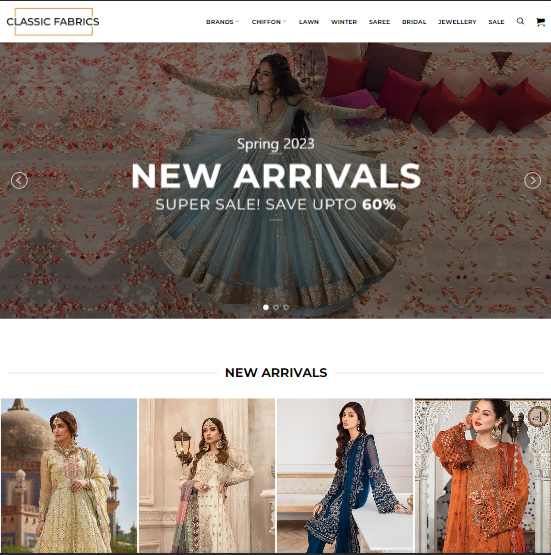 CLASSIC FABRICS
BRANDS CHIFFON LAWN WINTER SAREE BRIDAL JEWELLERY SALE
Spring 2023
NEW ARRIVALS
SUPER SALE! SAVE UPTO 60%
NEW ARRIVALS